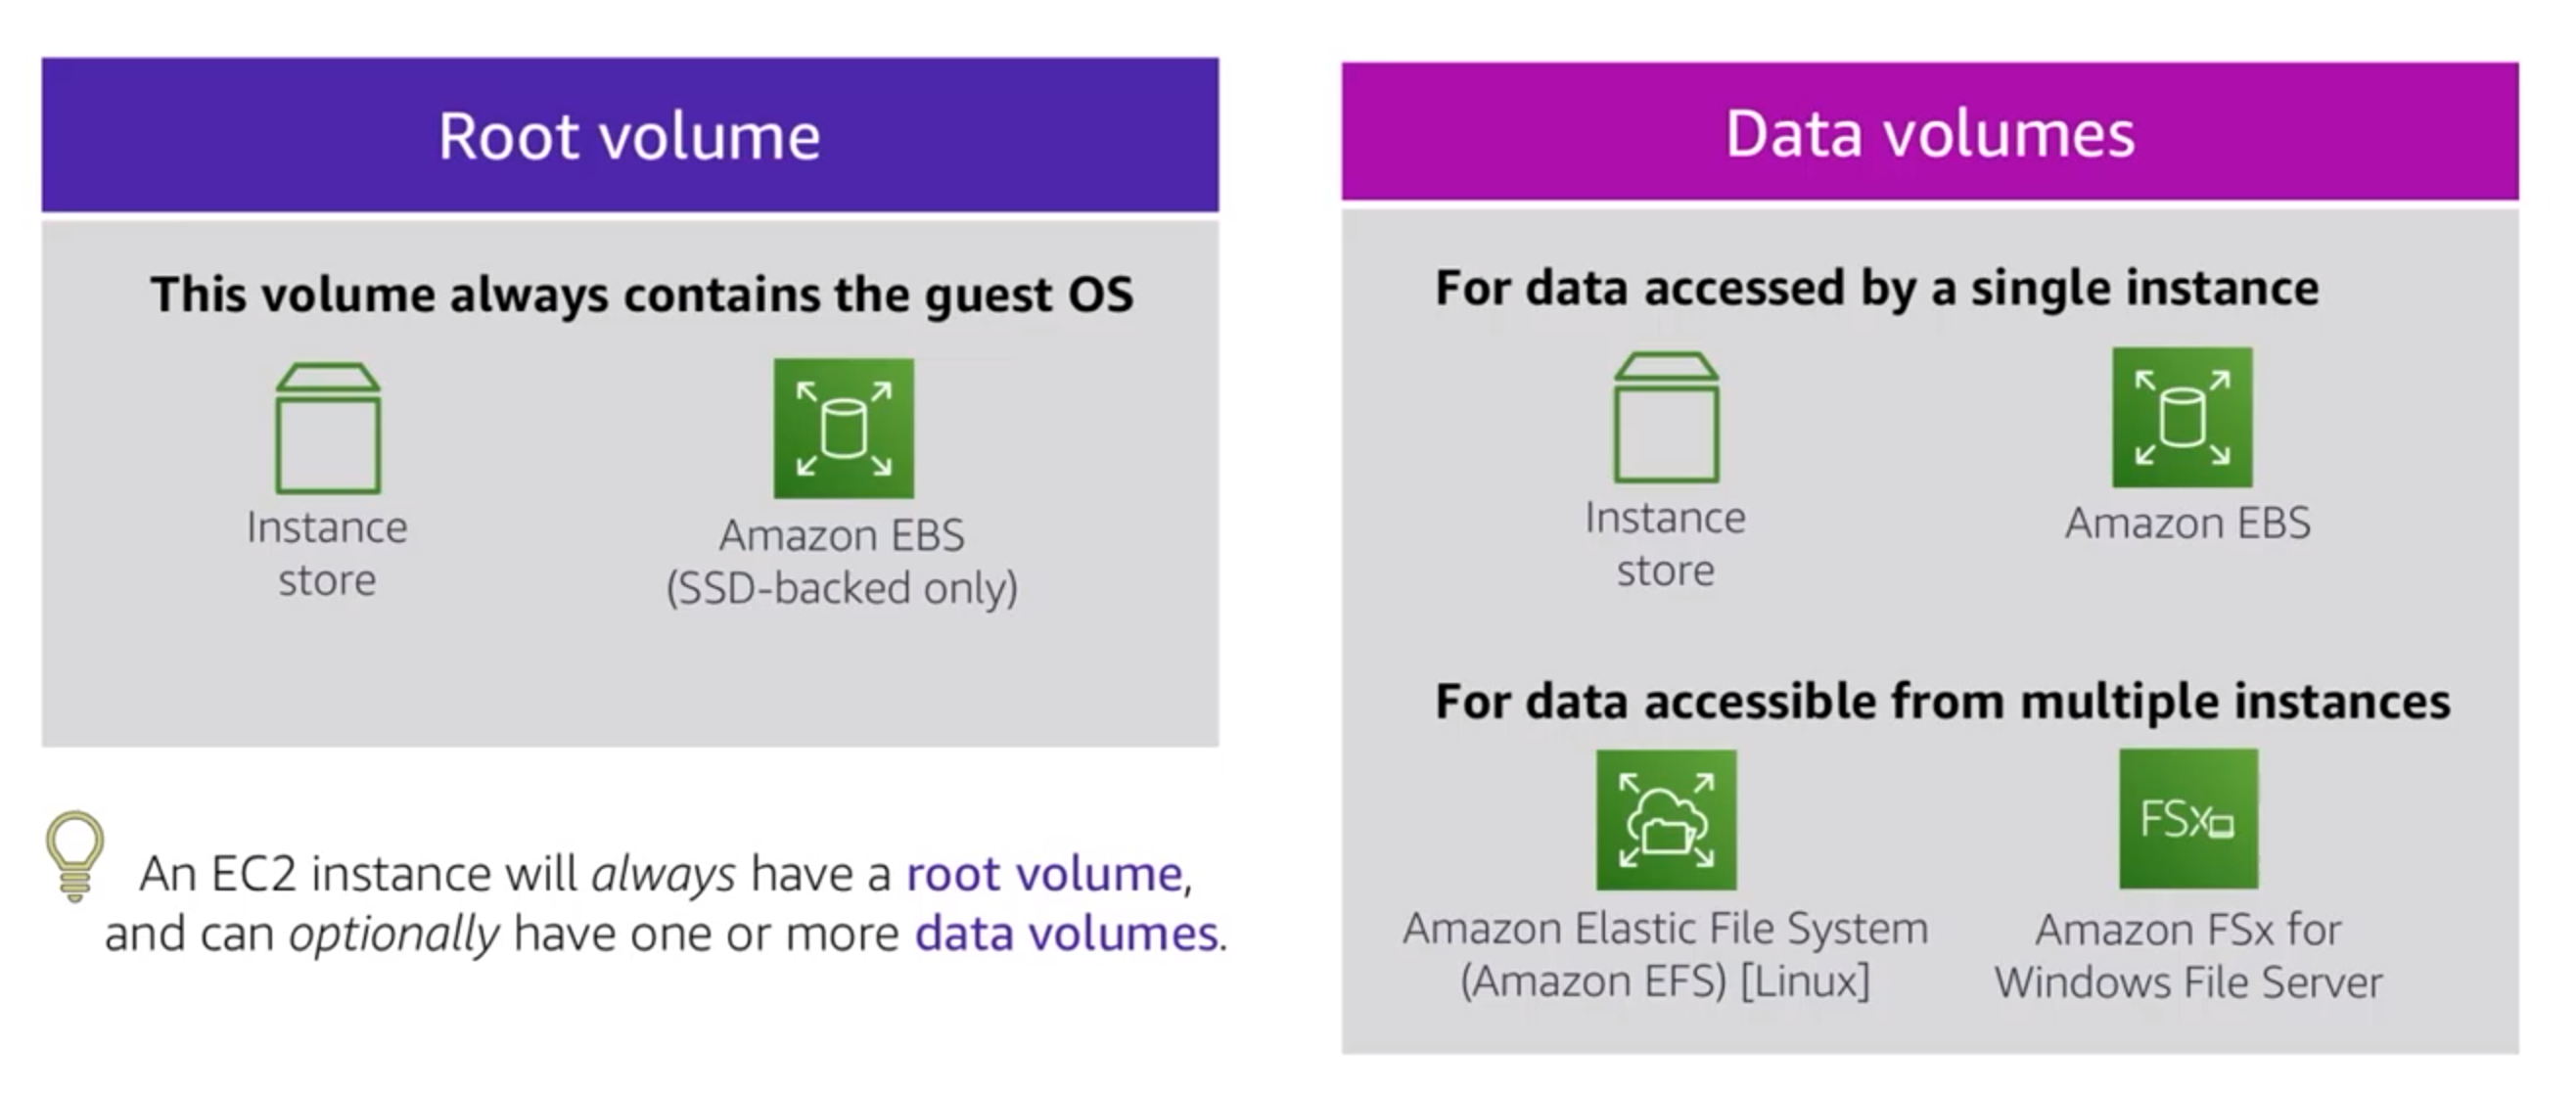 Root volume
This volume always contains the guest OS
Instance
store
Amazon EBS
(SSD-backed only)
An EC2 instance will always have a root volume,
and can optionally have one or more data volumes.
Data volumes
For data accessed by a single instance
Instance
store
Amazon EBS
For data accessible from multiple instances
FSx
Amazon Elastic File System
(Amazon EFS) [Linux]
Amazon FSx for
Windows File Server